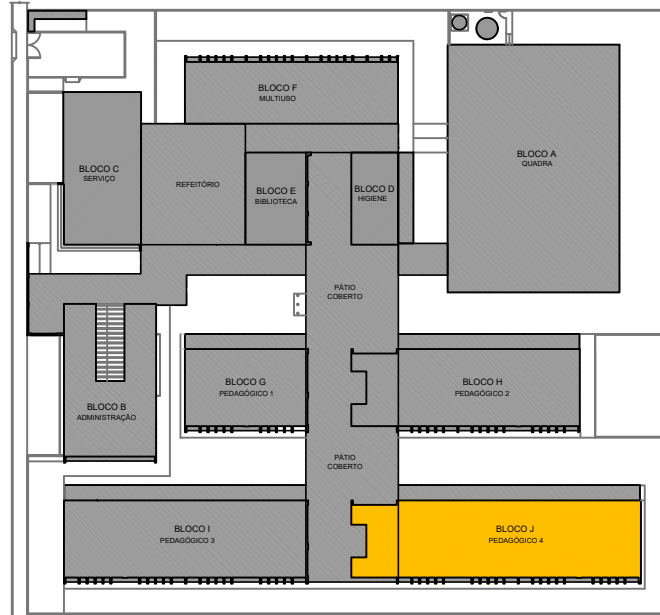 BLOCO F
MULTIUSO
BLOCO A
QUADRA
BLOCO C
SERVIÇO
REFEITÓRIO
BLOCO E
BIBLIOTECA
BLOCO D
HIGIENE
PÁTIO
COBERTO
BLOCO G
PEDAGÓGICO 1
BLOCO H
PEDAGÓGICO 2
BLOCO B
ADMINISTRAÇÃO
PÁTIO
COBERTO
BLOCO I
PEDAGÓGICO 3
BLOCO J
PEDAGÓGICO 4